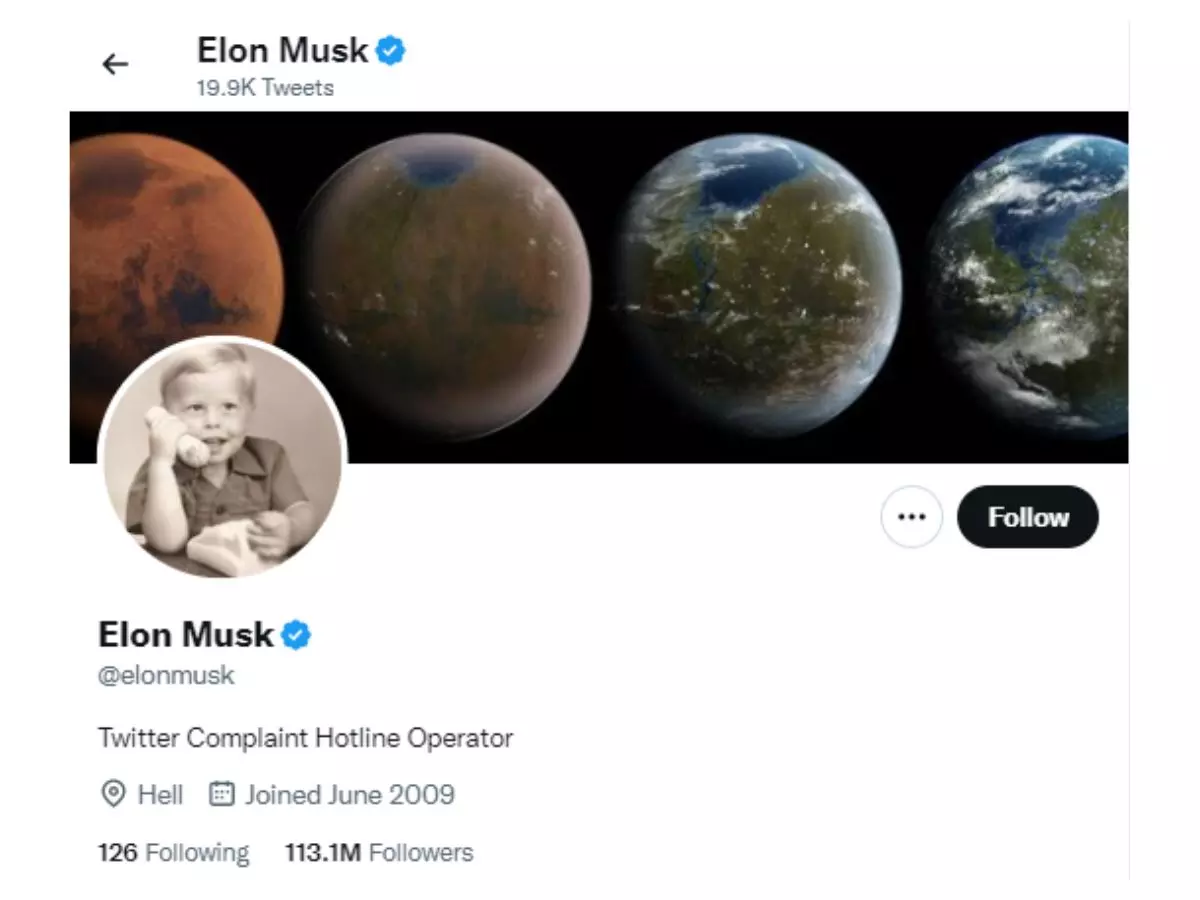 Elon Musk
19.9K Tweets
Follow
Elon Musk
@elonmusk
Twitter Complaint Hotline Operator
Hell Joined June 2009
126 Following 113.1M Followers